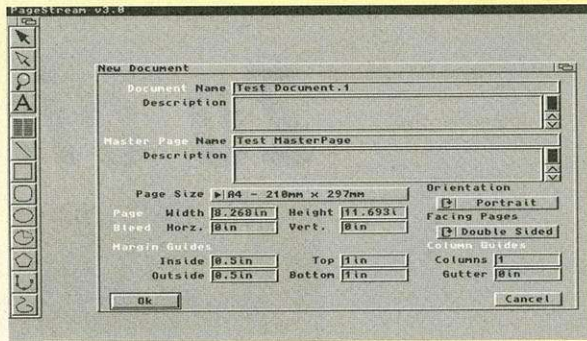 PageStream v3.0
New Document
Document Name Test Document.1
Description
Master Page Name Test MasterPage
Description
Page Size A4 - 210mm x 297mm
Orientation
Portrait
Page Width 8.268in Height 11.693i
Facing Pages
Bleed Horz. 0in Vert. 0in
Double Sided
Margin Guides
Column Guides
Inside 0.5in Top 1in Columns 1
Outside 0.5in Bottom 1in Gutter 0in
Ok
Cancel
A